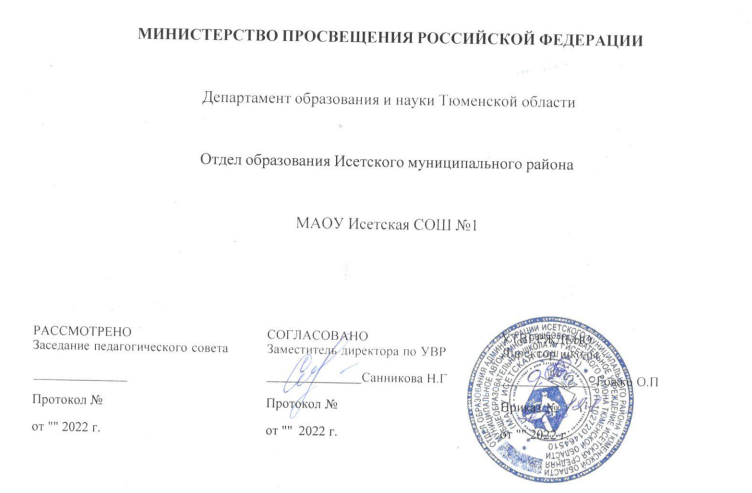 МИНИСТЕРСТВО ПРОСВЕЩЕНИЯ РОССИЙСКОЙ ФЕДЕРАЦИИ
Департамент образования и науки Тюменской области
Отдел образования Исетского муниципального района
МАОУ Исетская СОШ №1
РАССМОТРЕНО
Заседание педагогического совета
Протокол №
от "" 2022 г.
СОГЛАСОВАНО
Заместитель директора по УВР
Санникова Н.Г
Протокол №
от "" 2022 г.
УТВЕРЖДЕНО
Директор школы
О.П
Приказ №
от "" 2022 г.